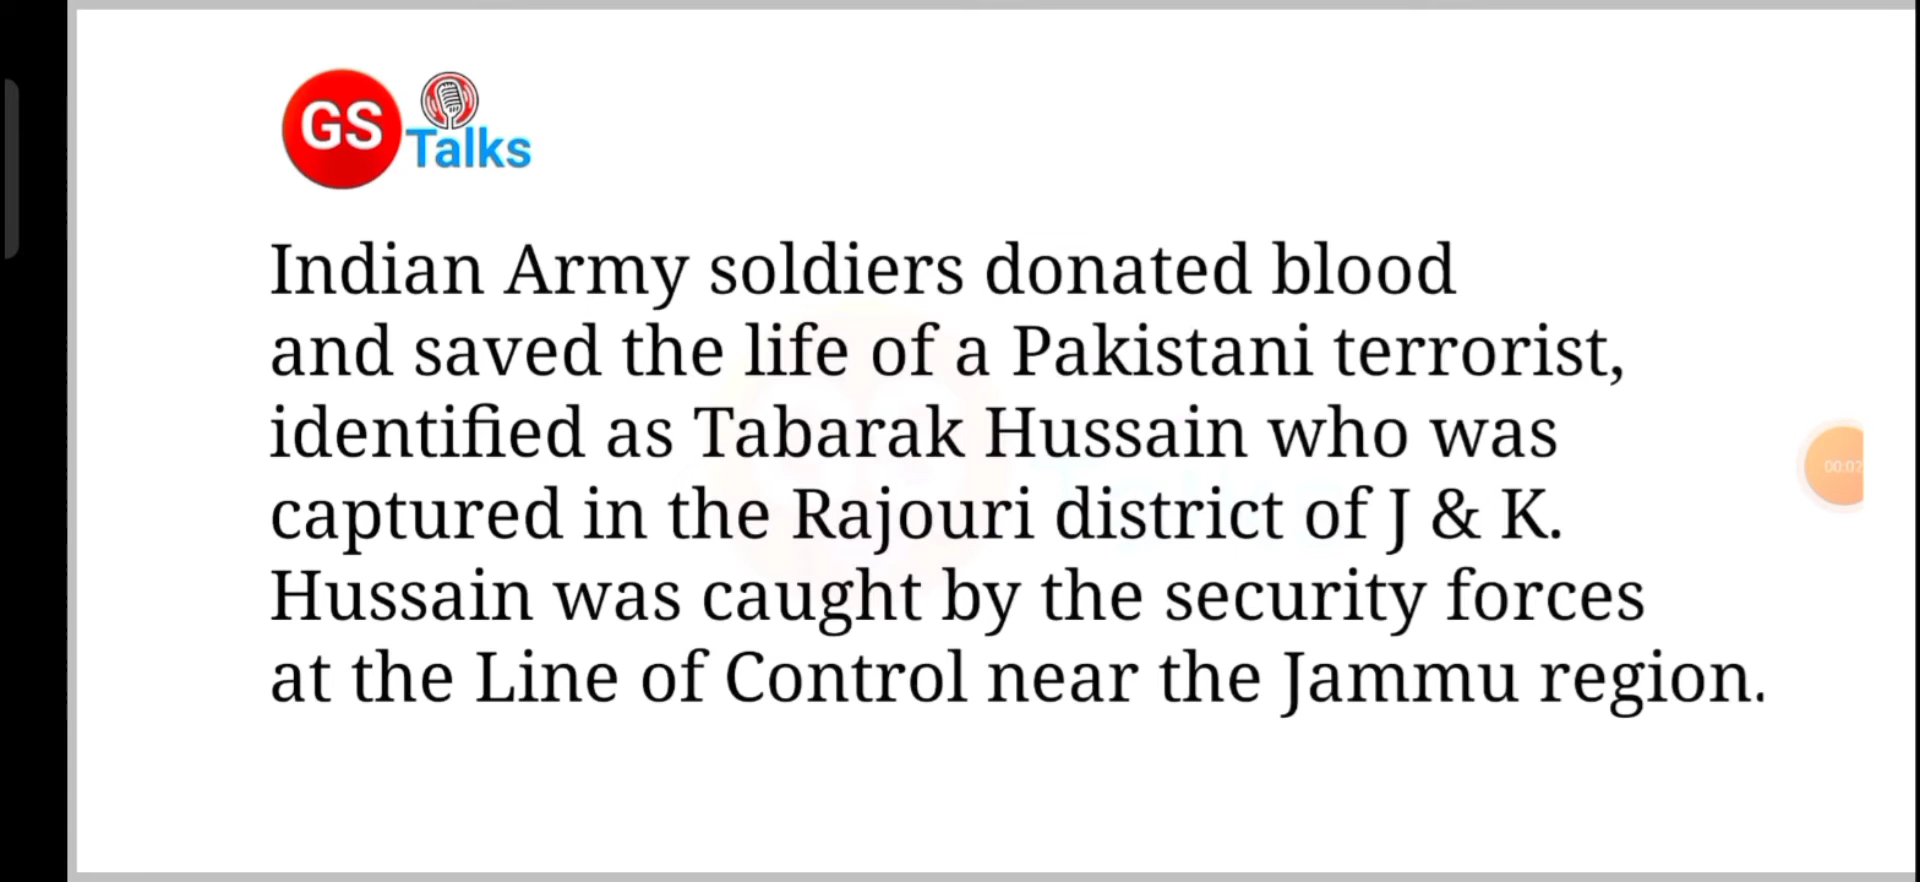 GS
Talks
Indian Army soldiers donated blood
and saved the life of a Pakistani terrorist,
identified as Tabarak Hussain who was
captured in the Rajouri district of J & K.
Hussain was caught by the security forces
at the Line of Control near the Jammu region.
00:02